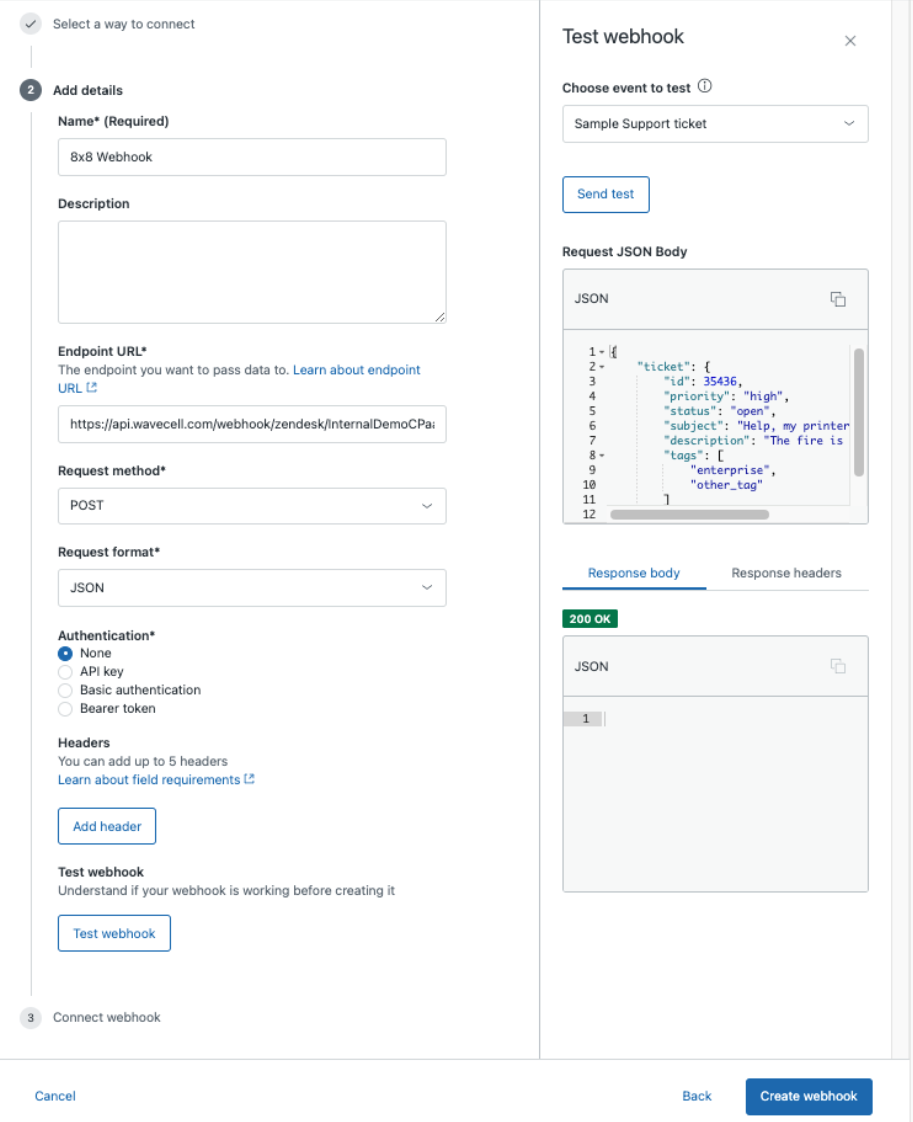 Select a way to connect
2 Add details
Name* (Required)
8x8 Webhook
Description
Endpoint URL*
The endpoint you want to pass data to. Learn about endpoint
URL
https://api.wavecell.com/webhook/zendesk/InternalDemoCPa
Request method*
POST
Request format*
JSON
Authentication*
None
API key
Basic authentication
Bearer token
Headers
You can add up to 5 headers
Learn about field requirements
Add header
Test webhook
Understand if your webhook is working before creating it
Test webhook
3 Connect webhook
Cancel
Test webhook
Choose event to test
Sample Support ticket
Send test
Request JSON Body
JSON
1 {
2 "ticket": {
3 "id": 35436,
4 "priority": "high",
5 "status": "open",
6 "subject": "Help, my printer
7 "description": "The fire is
8 "tags": [
9 "enterprise",
10 "other_tag"
11 ]
12
Response body Response headers
200 OK
JSON
1
Back Create webhook